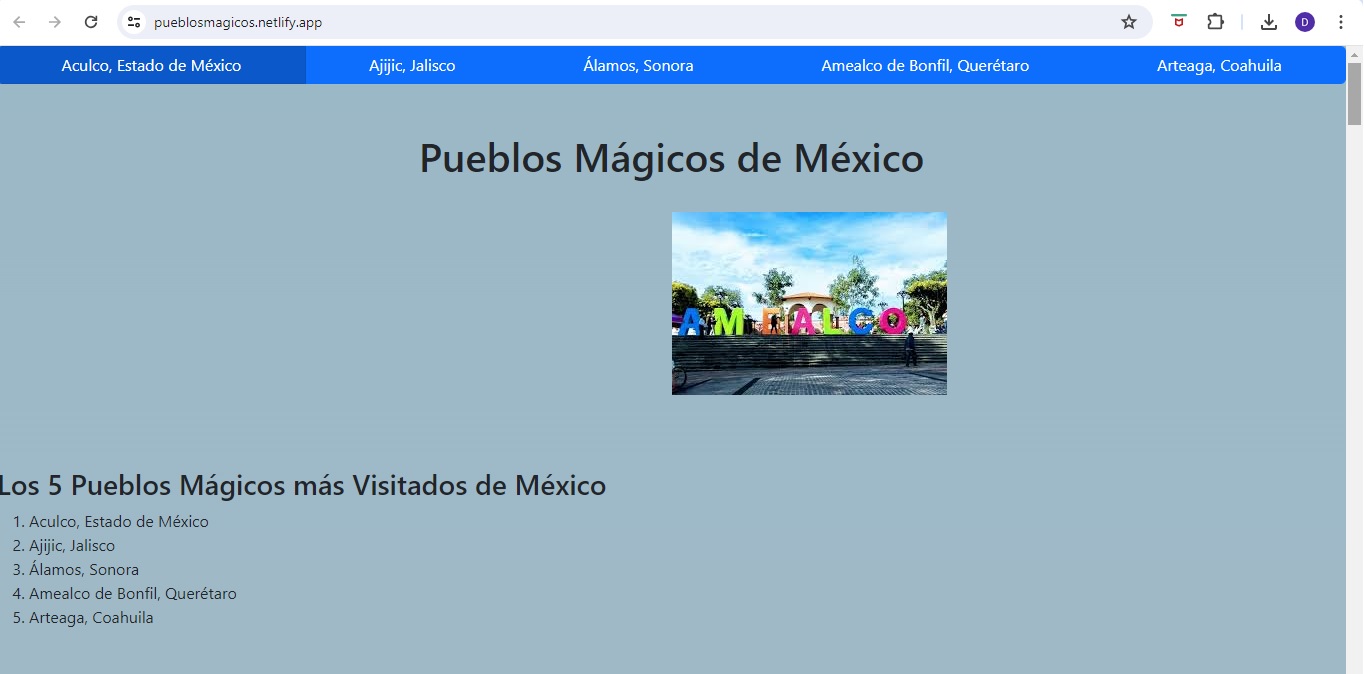 pueblosmagicos.netlify.app
D
Aculco, Estado de México Ajijic, Jalisco Álamos, Sonora Amealco de Bonfil, Querétaro Arteaga, Coahuila
Pueblos Mágicos de México
AMEALCO
Los 5 Pueblos Mágicos más Visitados de México
1. Aculco, Estado de México
2. Ajijic, Jalisco
3. Álamos, Sonora
4. Amealco de Bonfil, Querétaro
5. Arteaga, Coahuila